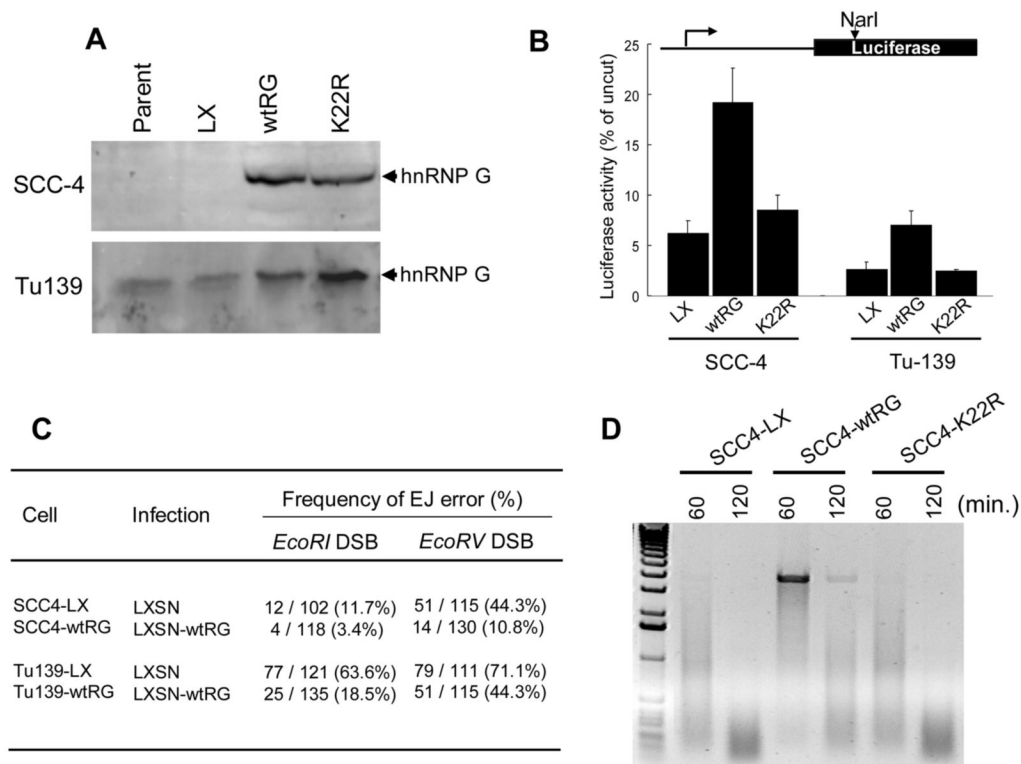 A
Parent
LX
wtRG
K22R
SCC-4
hnRNP G
Tu139
hnRNP G
B
NarI
Luciferase
Luciferase activity (% of uncut)
25
20
15
10
5
0
LX
wtRG
K22R
LX
wtRG
K22R
SCC-4
Tu-139
C
Cell Infection Frequency of EJ error (%)
EcoRI DSB EcoRV DSB
SCC4-LX LXSN 12 / 102 (11.7%) 51 / 115 (44.3%)
SCC4-wtRG LXSN-wtRG 4 / 118 (3.4%) 14 / 130 (10.8%)
Tu139-LX LXSN 77 / 121 (63.6%) 79 / 111 (71.1%)
Tu139-wtRG LXSN-wtRG 25 / 135 (18.5%) 51 / 115 (44.3%)
D
SCC4-LX
SCC4-wtRG
SCC4-K22R
60 120 60 120 60 120 (min.)